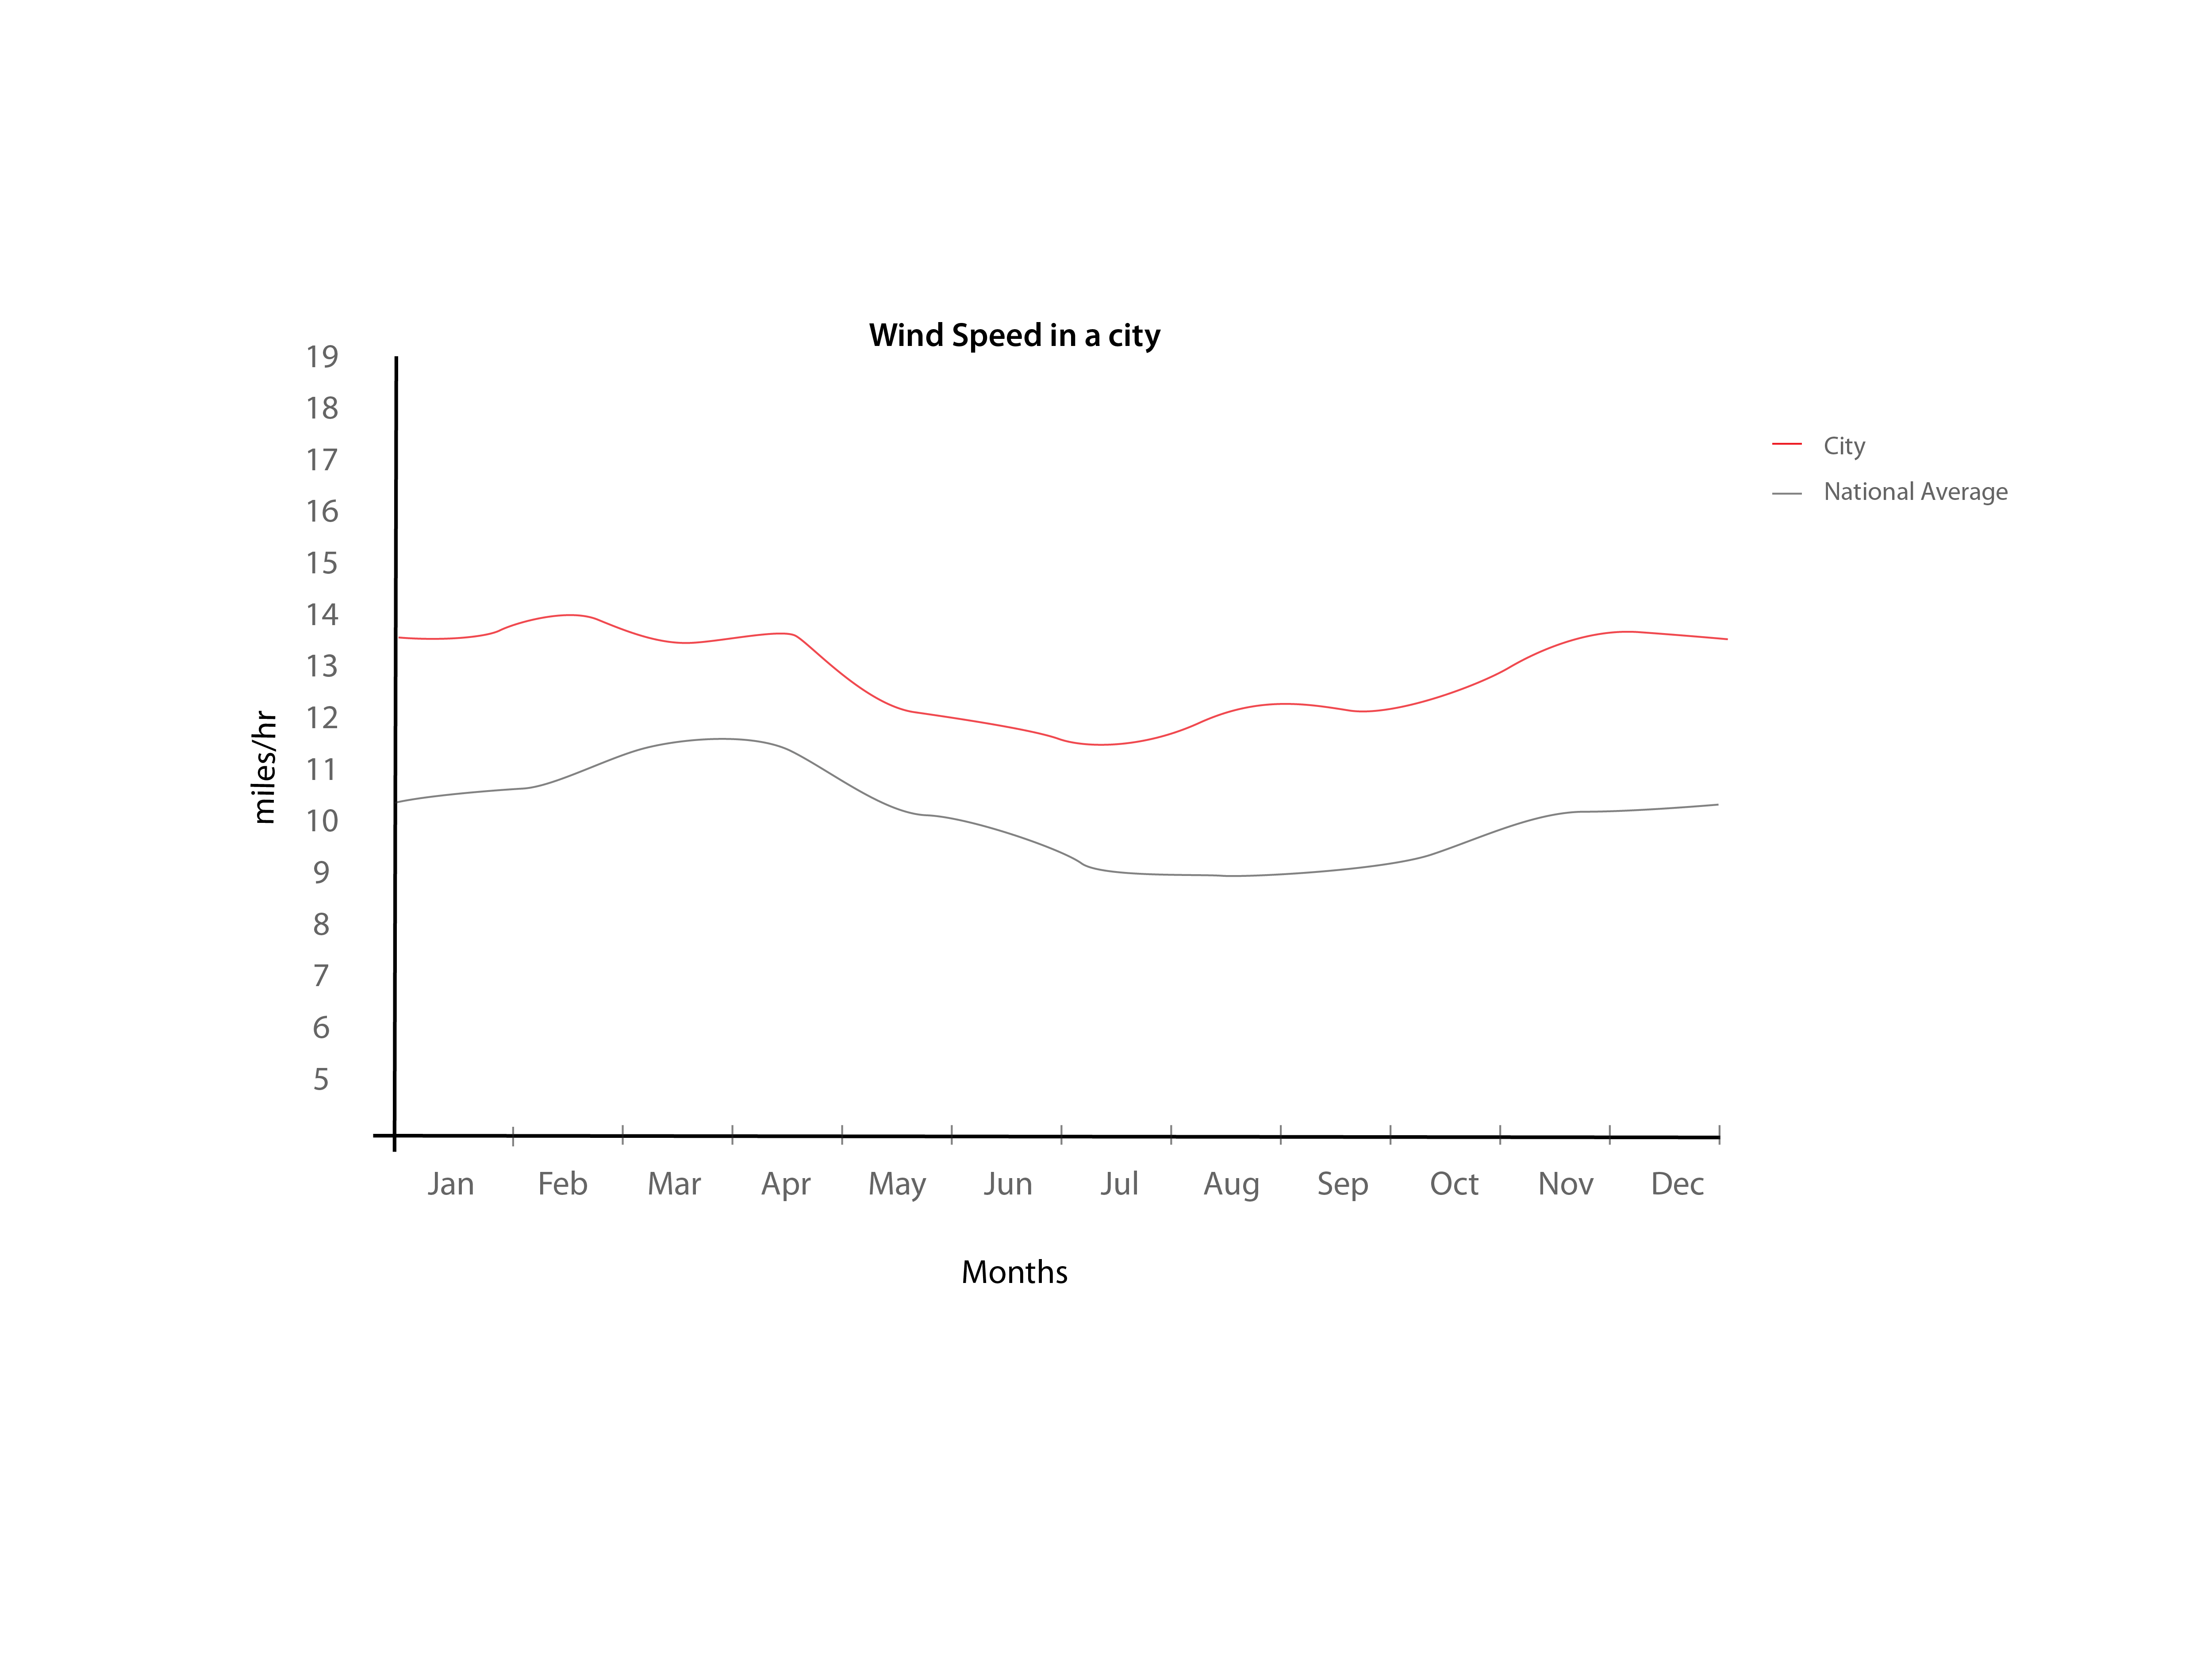 Wind Speed in a city
19
18
17
16
15
14
13
12
11
10
9
8
7
6
5
miles/hr
City
National Average
Jan Feb Mar Apr May Jun Jul Aug Sep Oct Nov Dec
Months